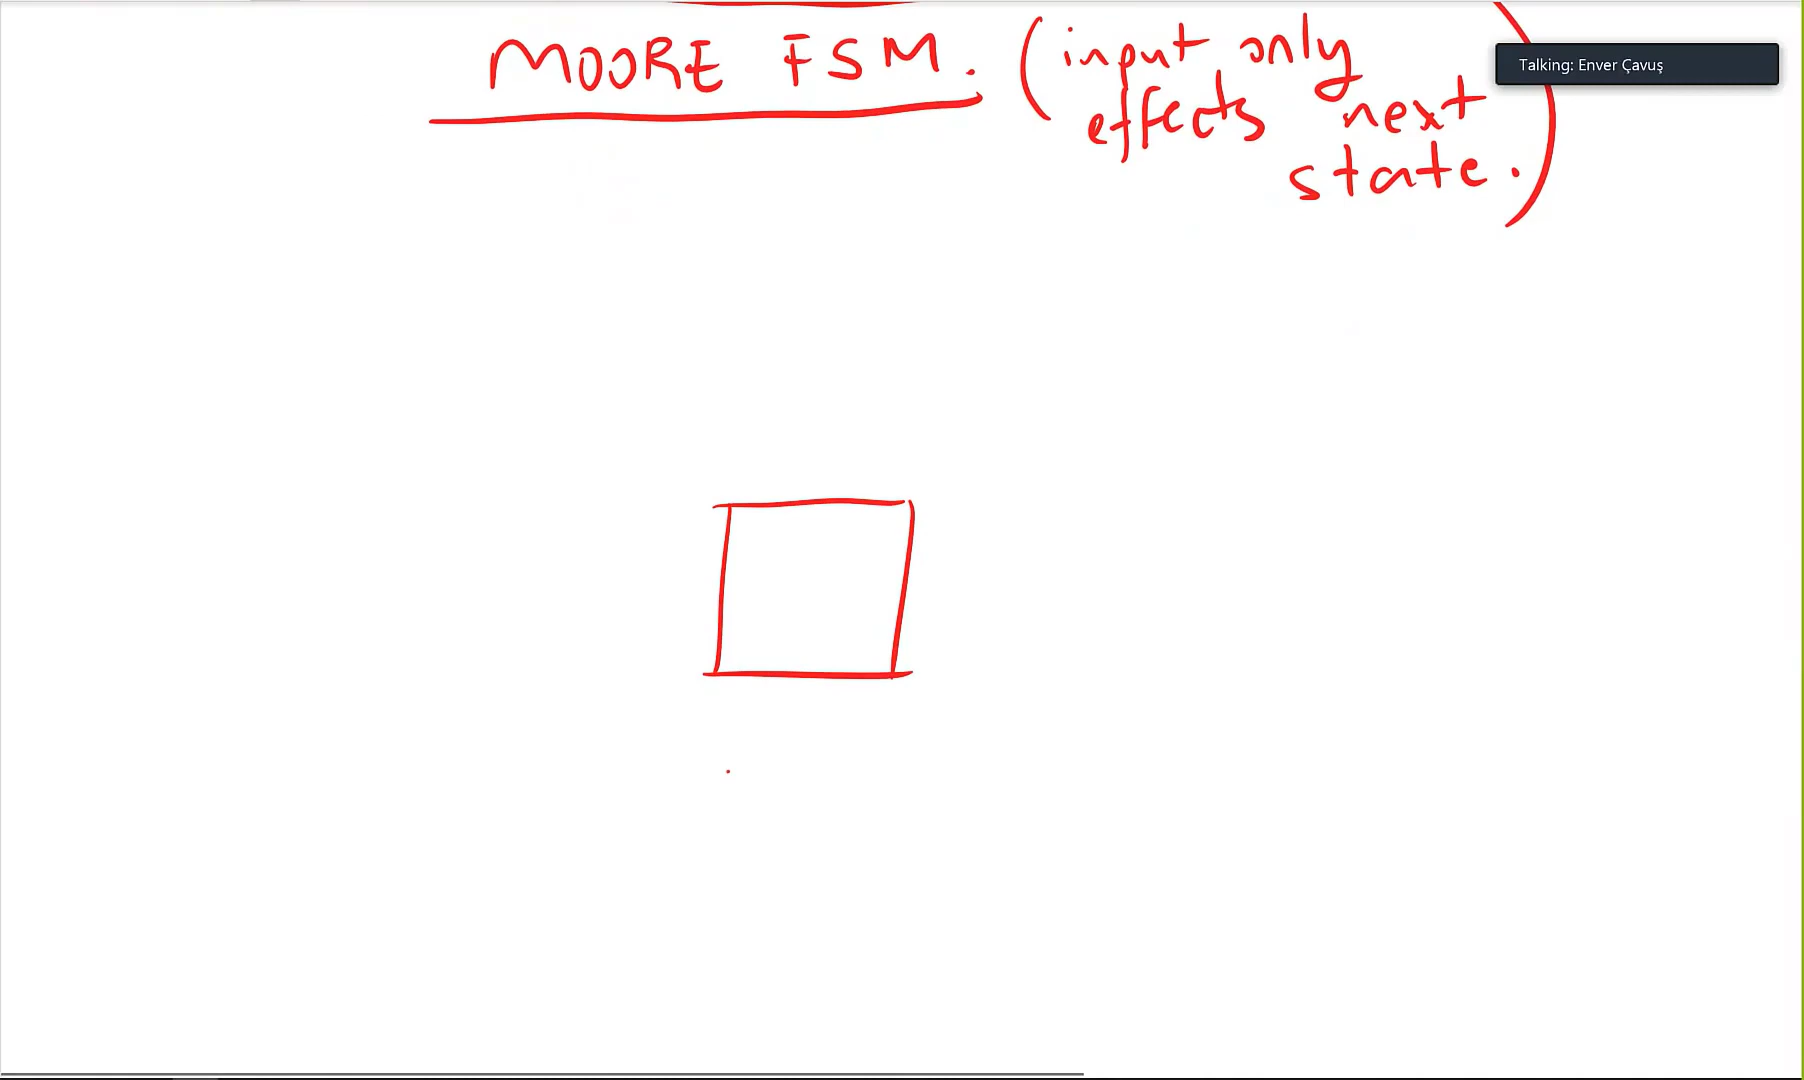 MOORE FSM. (input only
effects next
state.)
Talking: Enver Çavuş